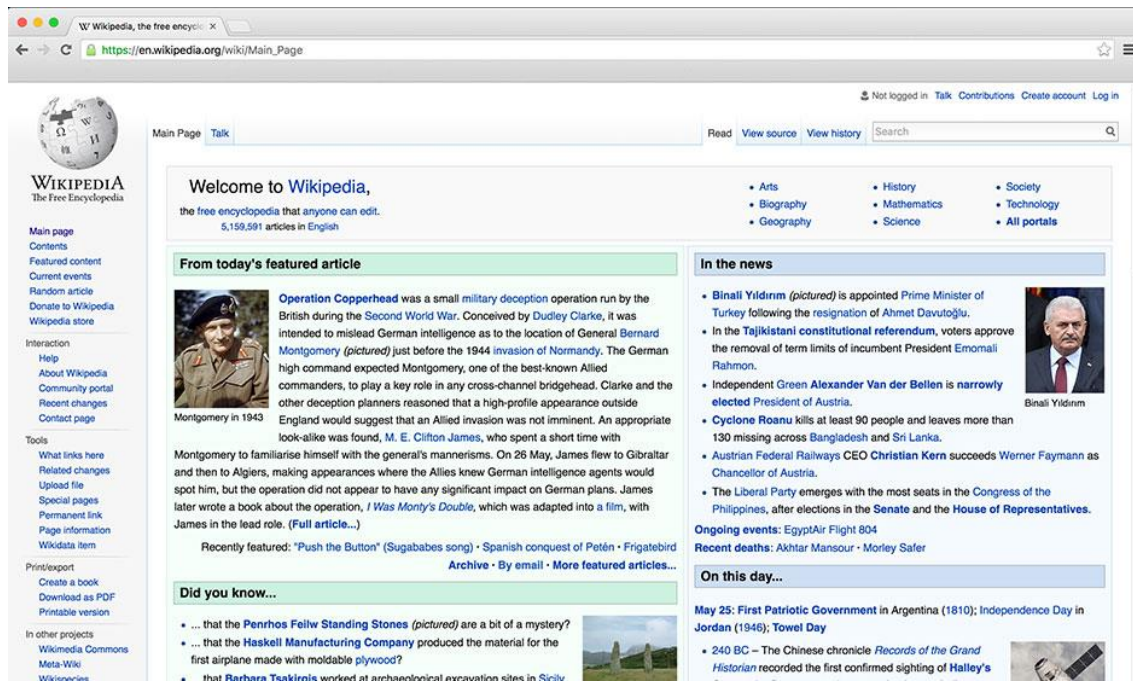 Wikipedia, the free encyclo
https://en.wikipedia.org/wiki/Main_Page
Not logged in Talk Contributions Create account Log in
Main Page Talk
Read View source View history Search
WIKIPEDIA
The Free Encyclopedia
Main page
Contents
Featured content
Current events
Random article
Donate to Wikipedia
Wikipedia store
Interaction
Help
About Wikipedia
Community portal
Recent changes
Contact page
Tools
What links here
Related changes
Upload file
Special pages
Permanent link
Page information
Wikidata item
Print/export
Create a book
Download as PDF
Printable version
In other projects
Wikimedia Commons
Meta-Wiki
Wikispecies
Welcome to Wikipedia,
the free encyclopedia that anyone can edit.
5,159,591 articles in English
• Arts
• Biography
• Geography
• History
• Mathematics
• Science
• Society
• Technology
• All portals
From today's featured article
Operation Copperhead was a small military deception operation run by the
British during the Second World War. Conceived by Dudley Clarke, it was
intended to mislead German intelligence as to the location of General Bernard
Montgomery (pictured) just before the 1944 invasion of Normandy. The German
high command expected Montgomery, one of the best-known Allied
commanders, to play a key role in any cross-channel bridgehead. Clarke and the
other deception planners reasoned that a high-profile appearance outside
Montgomery in 1943
England would suggest that an Allied invasion was not imminent. An appropriate
look-alike was found, M. E. Clifton James, who spent a short time with
Montgomery to familiarise himself with the general's mannerisms. On 26 May, James flew to Gibraltar
and then to Algiers, making appearances where the Allies knew German intelligence agents would
spot him, but the operation did not appear to have any significant impact on German plans. James
later wrote a book about the operation, I Was Monty's Double, which was adapted into a film, with
James in the lead role. (Full article...)
Recently featured: "Push the Button" (Sugababes song) · Spanish conquest of Petén · Frigatebird
Archive · By email · More featured articles...
Did you know...
• ... that the Penrhos Feilw Standing Stones (pictured) are a bit of a mystery?
• ... that the Haskell Manufacturing Company produced the material for the
first airplane made with moldable plywood?
• ... that Barbara Tsakirgis worked at archaeological excavation sites in Sicily
In the news
• Binali Yıldırım (pictured) is appointed Prime Minister of
Turkey following the resignation of Ahmet Davutoğlu.
• In the Tajikistani constitutional referendum, voters approve
the removal of term limits of incumbent President Emomali
Rahmon.
• Independent Green Alexander Van der Bellen is narrowly
elected President of Austria.
Binali Yıldırım
• Cyclone Roanu kills at least 90 people and leaves more than
130 missing across Bangladesh and Sri Lanka.
• Austrian Federal Railways CEO Christian Kern succeeds Werner Faymann as
Chancellor of Austria.
• The Liberal Party emerges with the most seats in the Congress of the
Philippines, after elections in the Senate and the House of Representatives.
Ongoing events: EgyptAir Flight 804
Recent deaths: Akhtar Mansour · Morley Safer
On this day...
May 25: First Patriotic Government in Argentina (1810); Independence Day in
Jordan (1946); Towel Day
• 240 BC – The Chinese chronicle Records of the Grand
Historian recorded the first confirmed sighting of Halley's